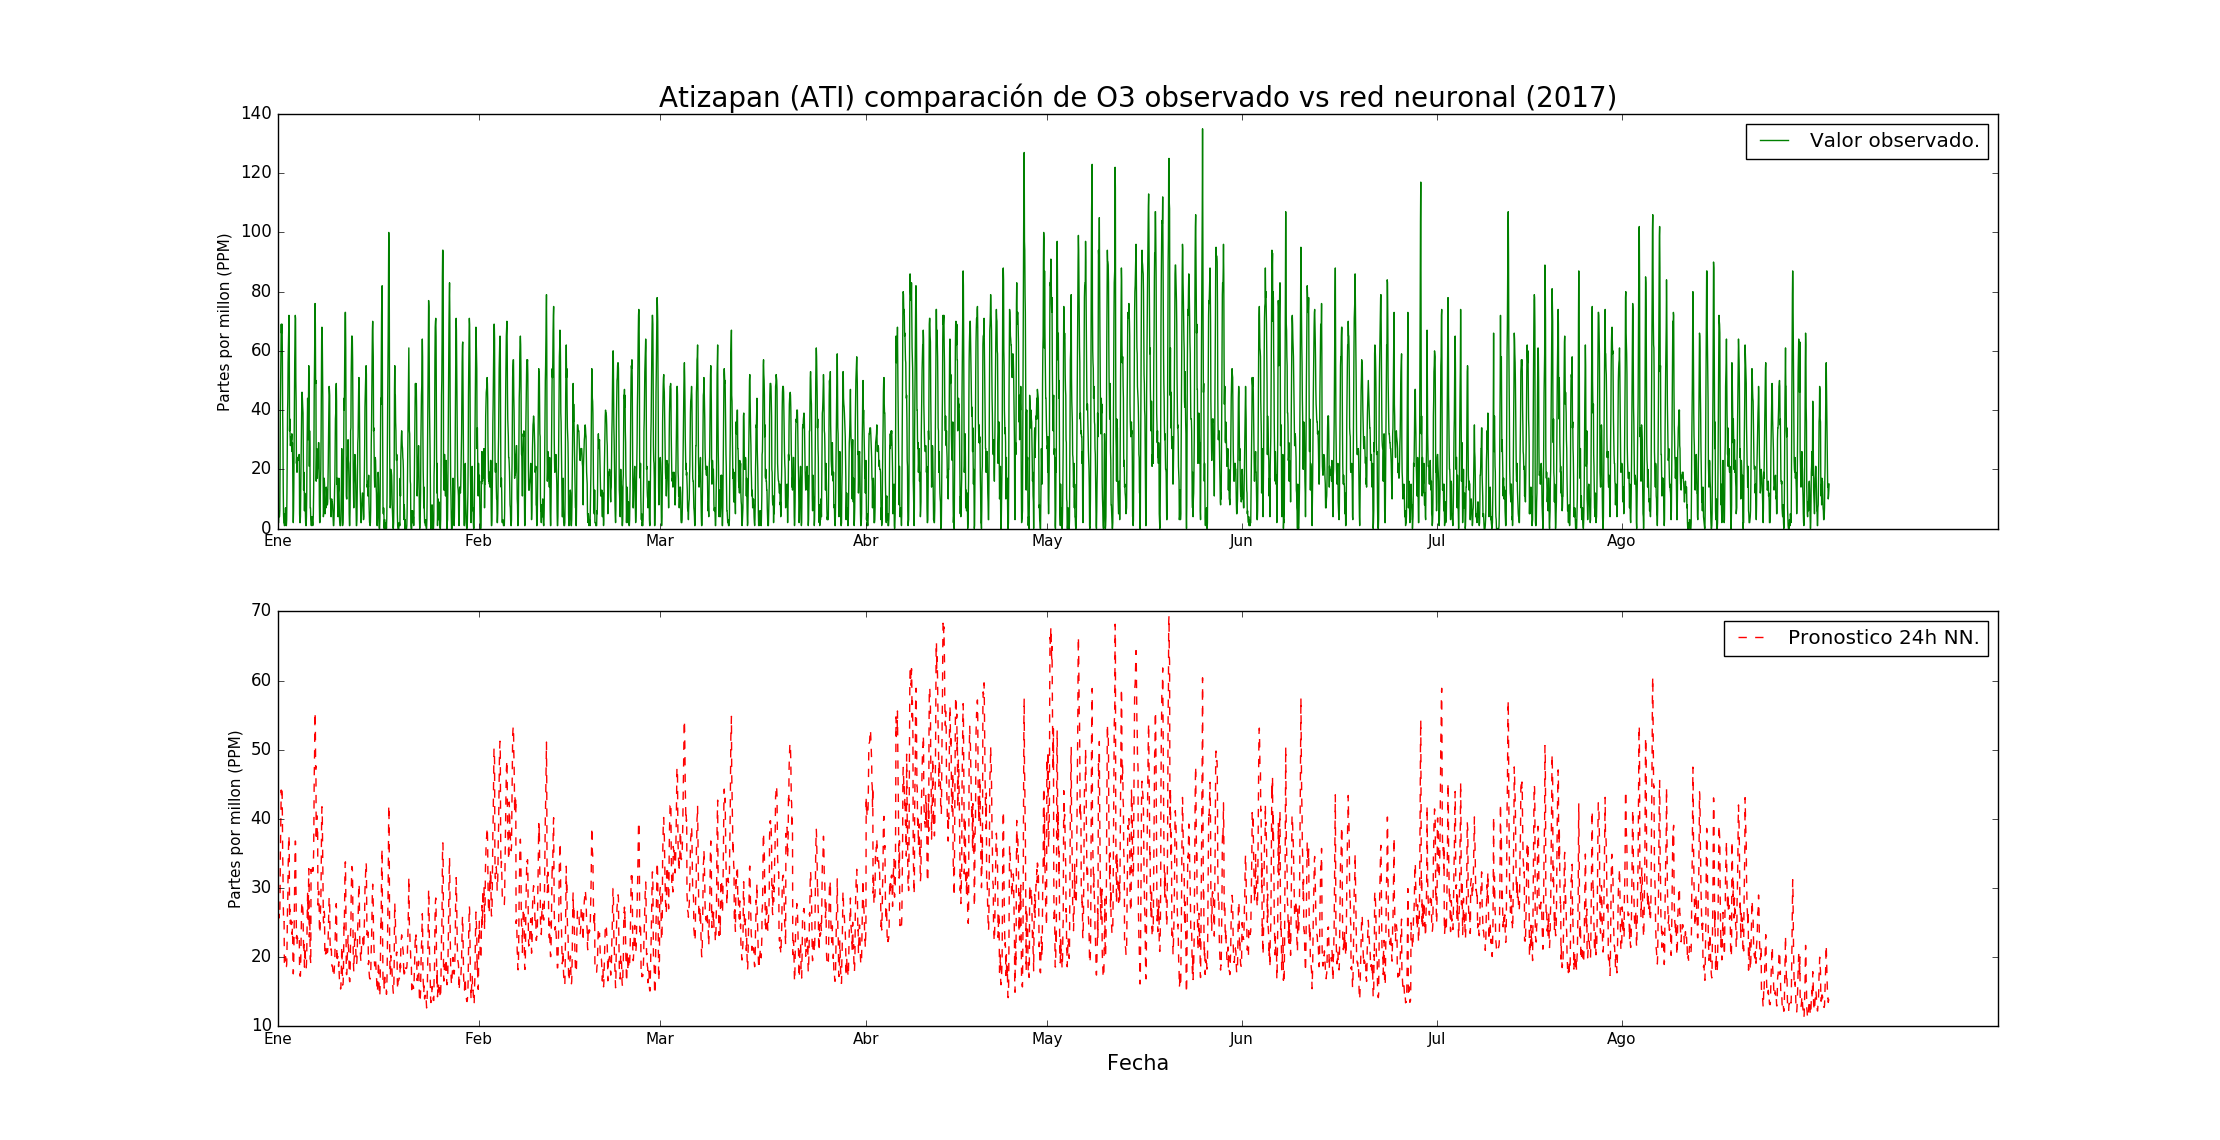 Atizapan (ATI) comparación de O3 observado vs red neuronal (2017)
140
120
100
80
60
40
20
0
Partes por millon (PPM)
Valor observado.
Ene Feb Mar Abr May Jun Jul Ago
70
60
50
40
30
20
10
Partes por millon (PPM)
Pronostico 24h NN.
Ene Feb Mar Abr May Jun Jul Ago
Fecha